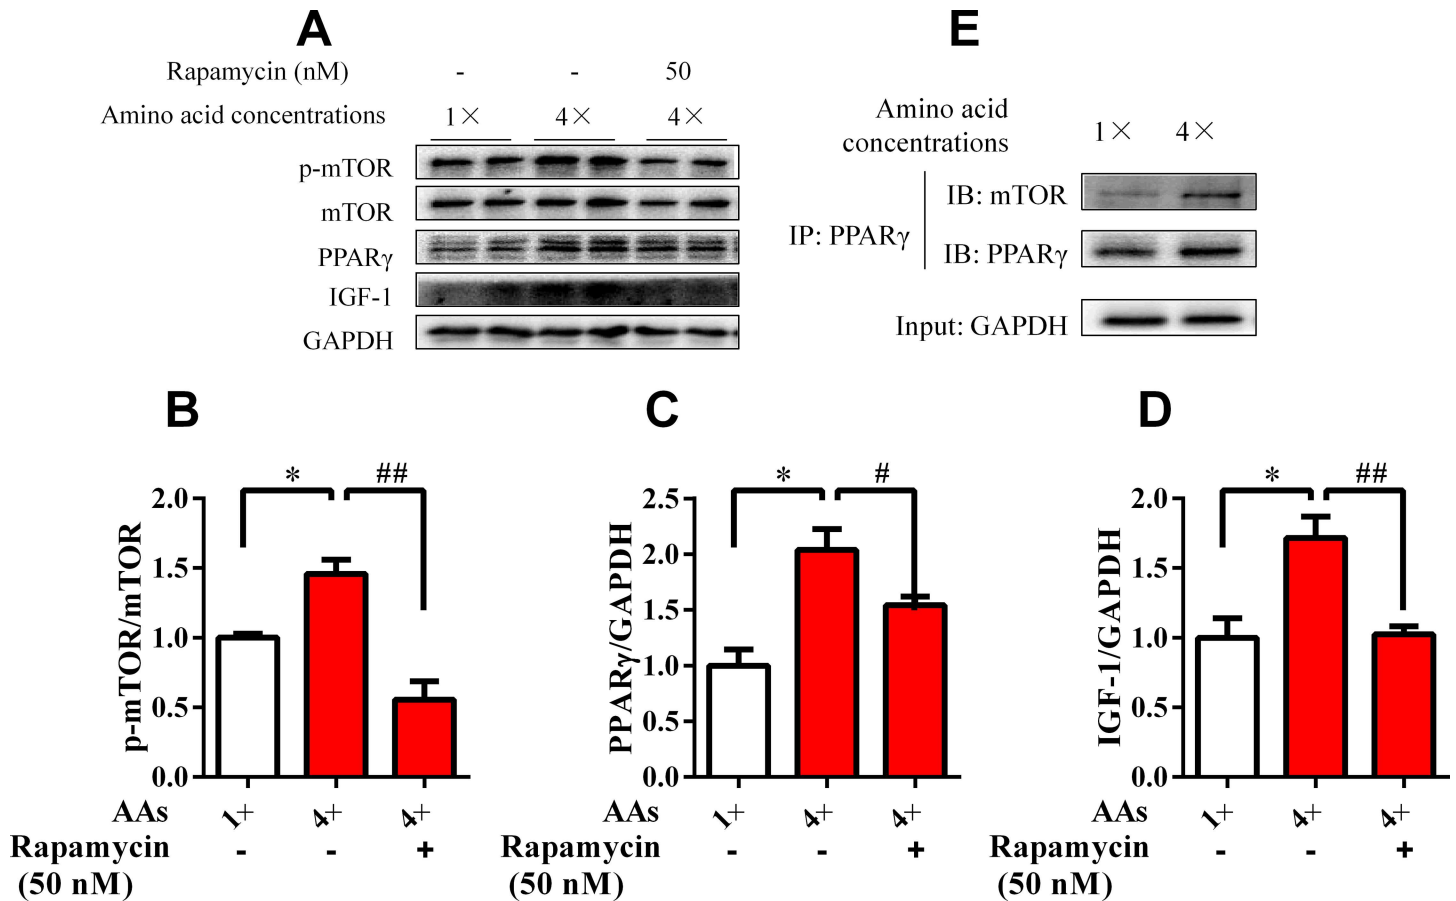 A
Rapamycin (nM) - - 50
Amino acid concentrations 1× 4× 4×
p-mTOR
mTOR
PPARγ
IGF-1
GAPDH
E
Amino acid
concentrations 1× 4×
IP: PPARγ
IB: mTOR
IB: PPARγ
Input: GAPDH
B
* ##
p-mTOR/mTOR
2.0
1.5
1.0
0.5
0.0
AAs 1+ 4+ 4+
Rapamycin - - +
(50 nM)
C
* #
PPARγ/GAPDH
2.5
2.0
1.5
1.0
0.5
0.0
AAs 1+ 4+ 4+
Rapamycin - - +
(50 nM)
D
* ##
IGF-1/GAPDH
2.0
1.5
1.0
0.5
0.0
AAs 1+ 4+ 4+
Rapamycin - - +
(50 nM)